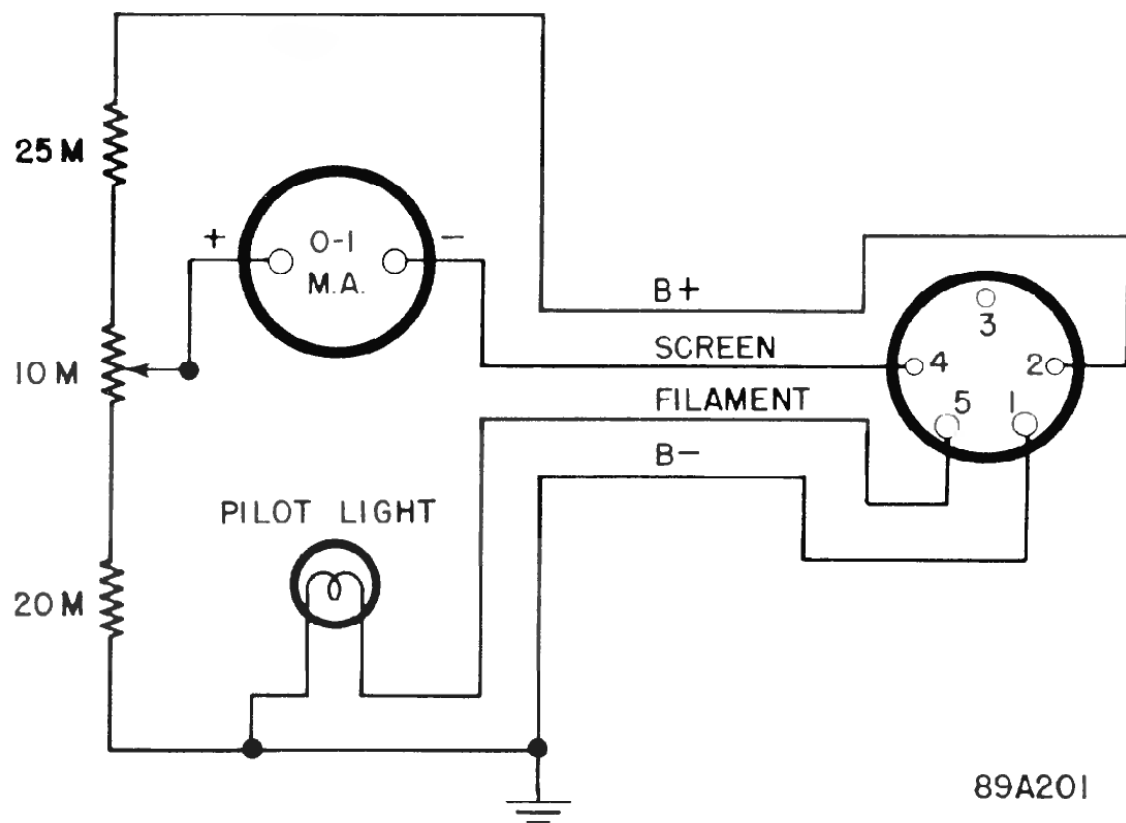 25 M
+
0-1
M.A.
−
B+
3
10 M
SCREEN
4
2
FILAMENT
5
1
B−
PILOT LIGHT
20 M
89A201